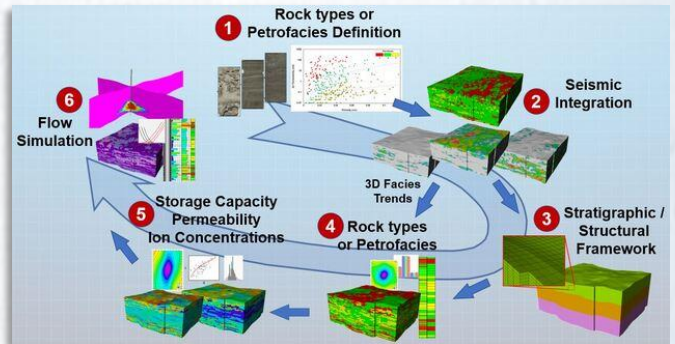 1
Rock types or
Petrofacies Definition
2
Seismic
Integration
3D Facies
Trends
3
Stratigraphic /
Structural
Framework
4
Rock types
or Petrofacies
5
Storage Capacity
Permeability
Ion Concentrations
6
Flow
Simulation